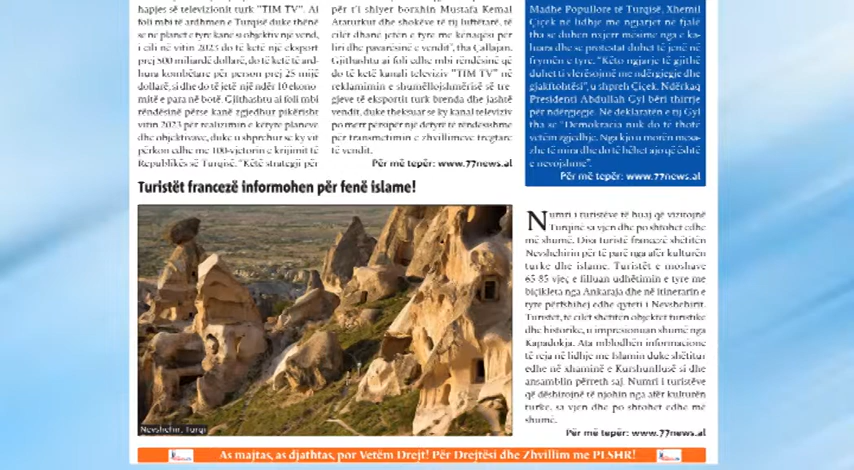 hapjes së televizionit turk "TIM TV". Ai
foli mbi të ardhmen e Turqisë duke thënë
se ne planet e tyre kane si objektiv nje vend,
i cili në vitin 2023 do të ketë një eksport
prej 500 miliardë dollarë, do të ketë të ard-
hura kombëtare për person prej 25 mijë
dollarë, si dhe do të jetë një ndër 10 ekono-
mitë e para në botë. Gjithashtu ai foli mbi
rëndësinë përse kanë zgjedhur pikërisht
vitin 2023 për realizimin e këtyre planeve
dhe objektivave, duke u shprehur se ky vit
përkon edhe me 100-vjetorin e krijimit të
Republikës së Turqisë. "Këtë strategji për
për t'i shlyer borxhin Mustafa Kemal
Ataturkut dhe shokëve të tij luftëtarë, të
cilët dhanë jetën e tyre me kënaqësi për
liri dhe pavarësinë e vendit", tha Çallajan.
Gjithashtu ai foli edhe mbi rëndësinë që
do të ketë kanali televiziv "TIM TV" në
reklamimin e shumëllojshmërisë së tre-
gjeve të eksportit turk brenda dhe jashtë
vendit, duke theksuar se ky kanal televiziv
po merr përsipër një detyrë të rëndësishme
për transmetimin e zhvillimeve tregtare
të vendit.
Për më tepër: www.77news.al
Madhe Popullore të Turqisë, Xhemil
Çiçek në lidhje me ngjarjet në fjalë
tha se duhen nxjerr mësime nga e ka-
luara dhe se protestat duhet të jenë në
frymën e tyre. "Këto ngjarje të gjithë
duhet ti vlerësojmë me ndërgjegje dhe
gjakftohtësi", u shpreh Çiçek. Ndërkaq
Presidenti Abdullah Gyl bëri thirrje
për ndërgjegje. Në deklaratën e tij Gyl
tha se "Demokracia nuk do të thotë
vetëm zgjedhje. Nga kjo u morën mesa-
zhe të mira dhe do të bëhet ajo që është
e nevojshme".
Për më tepër: www.77news.al
Turistët francezë informohen për fenë islame!
Numri i turistëve të huaj që vizitojnë
Turqinë sa vjen dhe po shtohet edhe
më shumë. Disa turistë francezë shëtitën
Nevshehirin për të parë nga afër kulturën
turke dhe islame. Turistët e moshave
65-85 vjeç e filluan udhëtimin e tyre me
biçikleta nga Ankaraja dhe në itinerarin e
tyre përfshihej edhe qyteti i Nevshehirit.
Turistët, të cilët shëtitën objektet turistike
dhe historike, u impresionuan shumë nga
Kapadokja. Ata mblodhën informacione
të reja në lidhje me Islamin duke shëtitur
edhe në xhaminë e Kurshunllusë si dhe
ansamblin përreth saj. Numri i turistëve
që dëshirojnë të njohin nga afër kulturën
turke, sa vjen dhe po shtohet edhe më
shumë.
Për më tepër: www.77news.al
Nevshehir, Turqi
As majtas, as djathtas, por Vetëm Drejt! Për Drejtësi dhe Zhvillim me PLSHR!